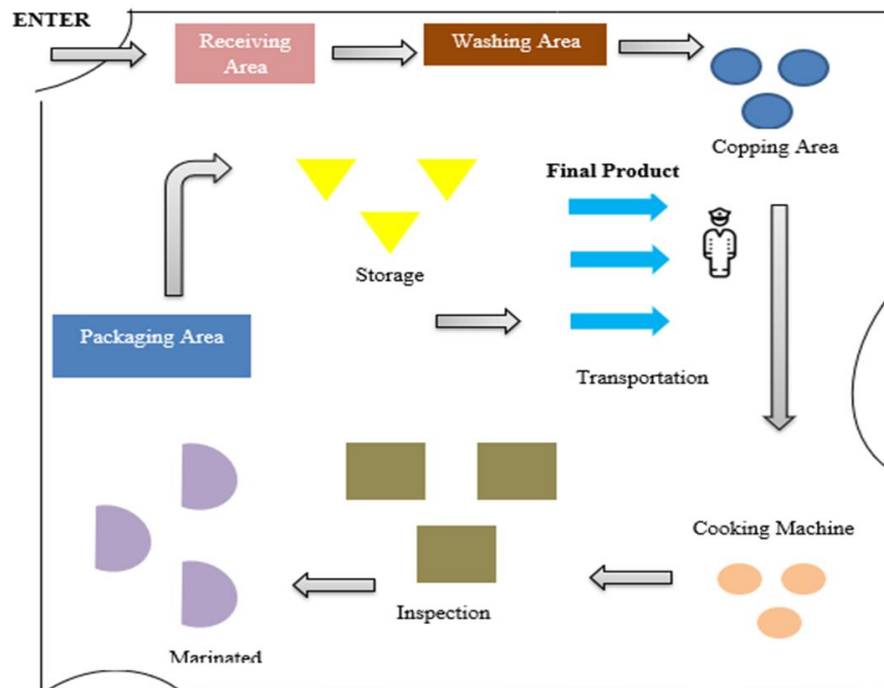 ENTER
Receiving
Area
Washing Area
Copping Area
Final Product
Storage
Packaging Area
Transportation
Cooking Machine
Inspection
Marinated